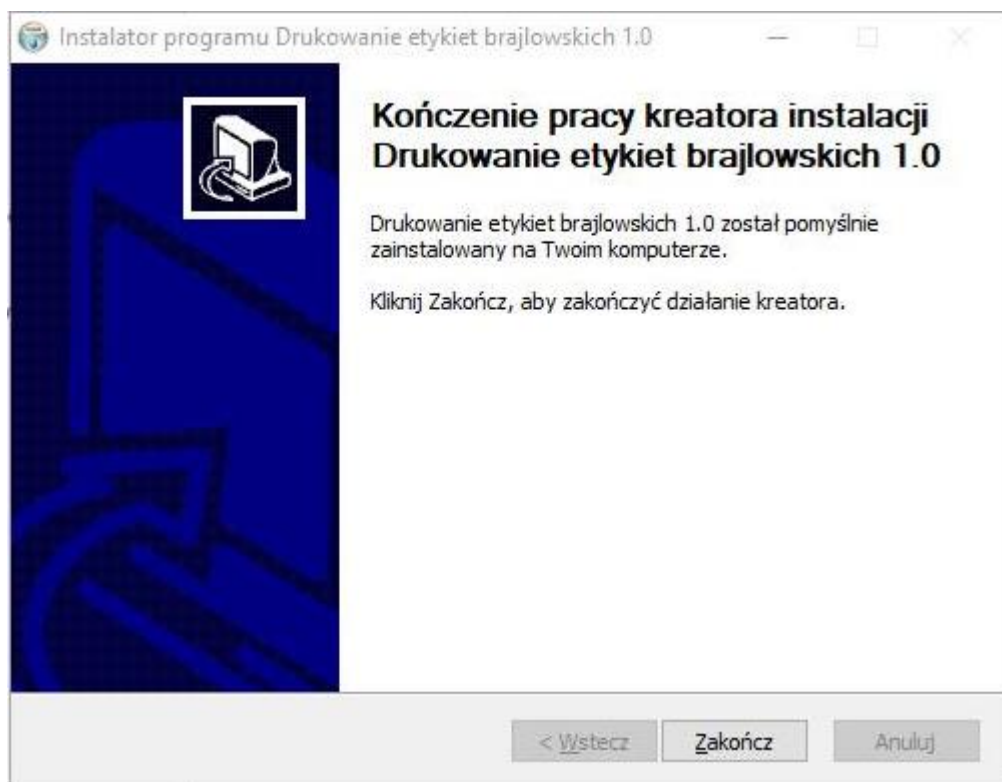 Instalator programu Drukowanie etykiet brajlowskich 1.0
Kończenie pracy kreatora instalacji
Drukowanie etykiet brajlowskich 1.0
Drukowanie etykiet brajlowskich 1.0 został pomyślnie
zainstalowany na Twoim komputerze.
Kliknij Zakończ, aby zakończyć działanie kreatora.
< Wstecz
Zakończ
Anuluj